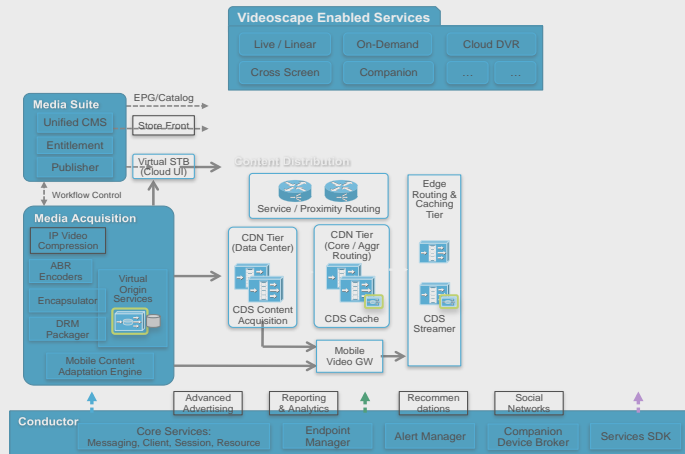 Videoscape Enabled Services
Live / Linear
On-Demand
Cloud DVR
Cross Screen
Companion
...
...
Media Suite
Unified CMS
Entitlement
Publisher
EPG/Catalog
Store Front
Virtual STB
(Cloud UI)
Content Distribution
Workflow Control
Service / Proximity Routing
Edge
Routing &
Caching
Tier
Media Acquisition
IP Video
Compression
ABR
Encoders
Encapsulator
DRM
Packager
Virtual
Origin
Services
Mobile Content
Adaptation Engine
CDN Tier
(Data Center)
CDS Content
Acquisition
CDN Tier
(Core / Aggr
Routing)
CDS Cache
CDS
Streamer
Mobile
Video GW
Advanced
Advertising
Reporting
& Analytics
Recommen
dations
Social
Networks
Conductor
Core Services:
Messaging, Client, Session, Resource
Endpoint
Manager
Alert Manager
Companion
Device Broker
Services SDK